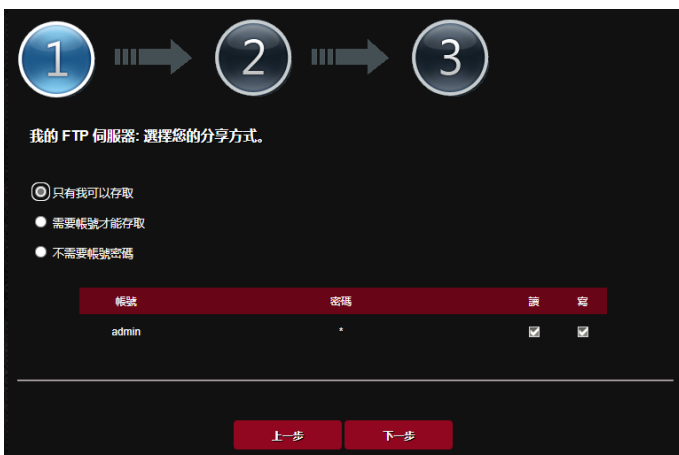 1 2 3
我的 FTP 伺服器: 選擇您的分享方式。
只有我可以存取
需要帳號才能存取
不需要帳號密碼
帳號 密碼 讀 寫
admin *
上一步 下一步